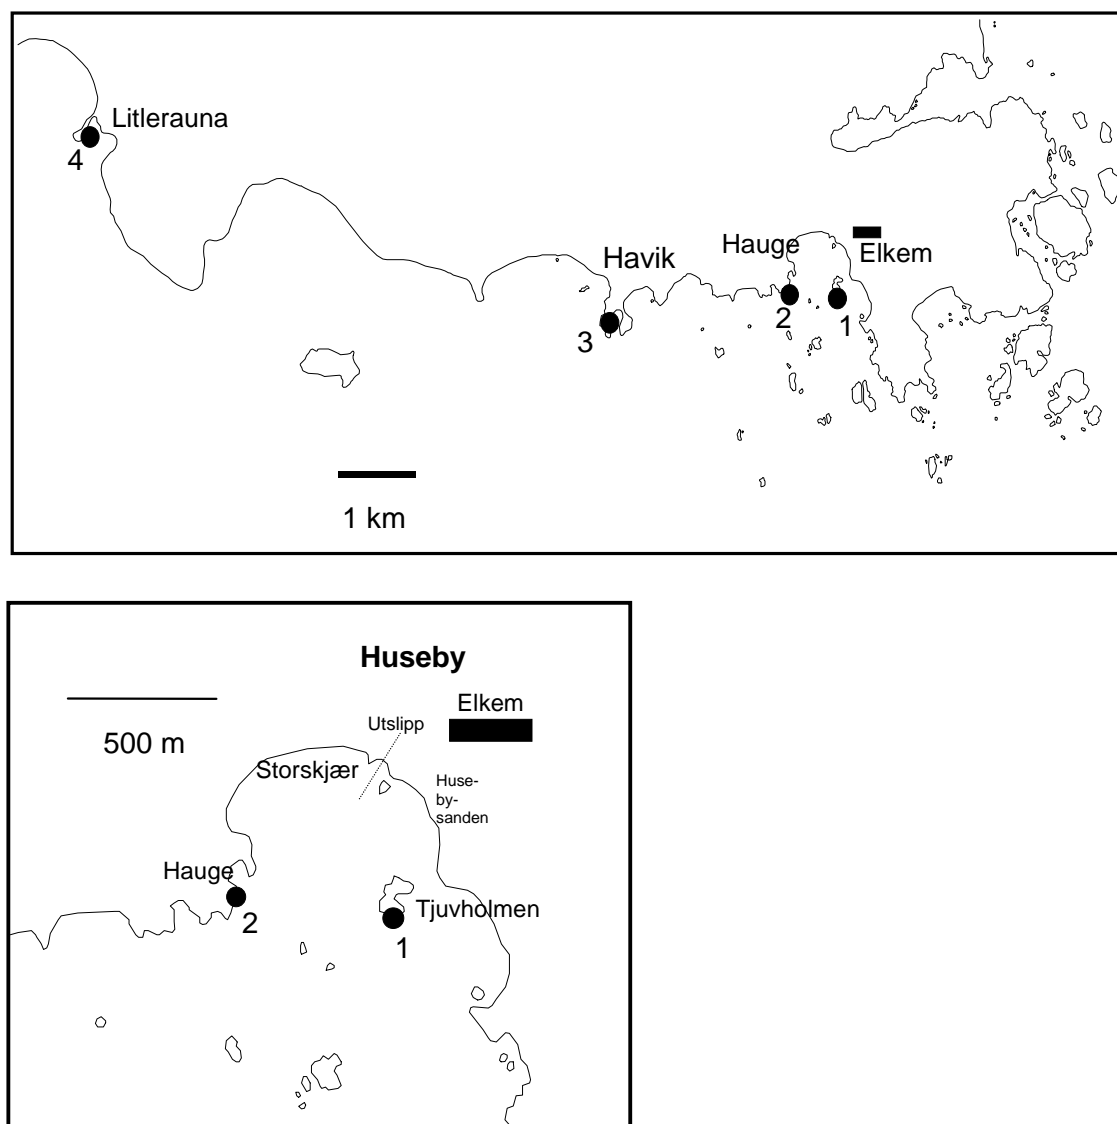 Litlerauna
4
Hauge
Elkem
Havik
2
1
3
1 km
Huseby
Elkem
Utslipp
500 m
Storskjær
Huse-
by-
sanden
Hauge
Tjuvholmen
2
1